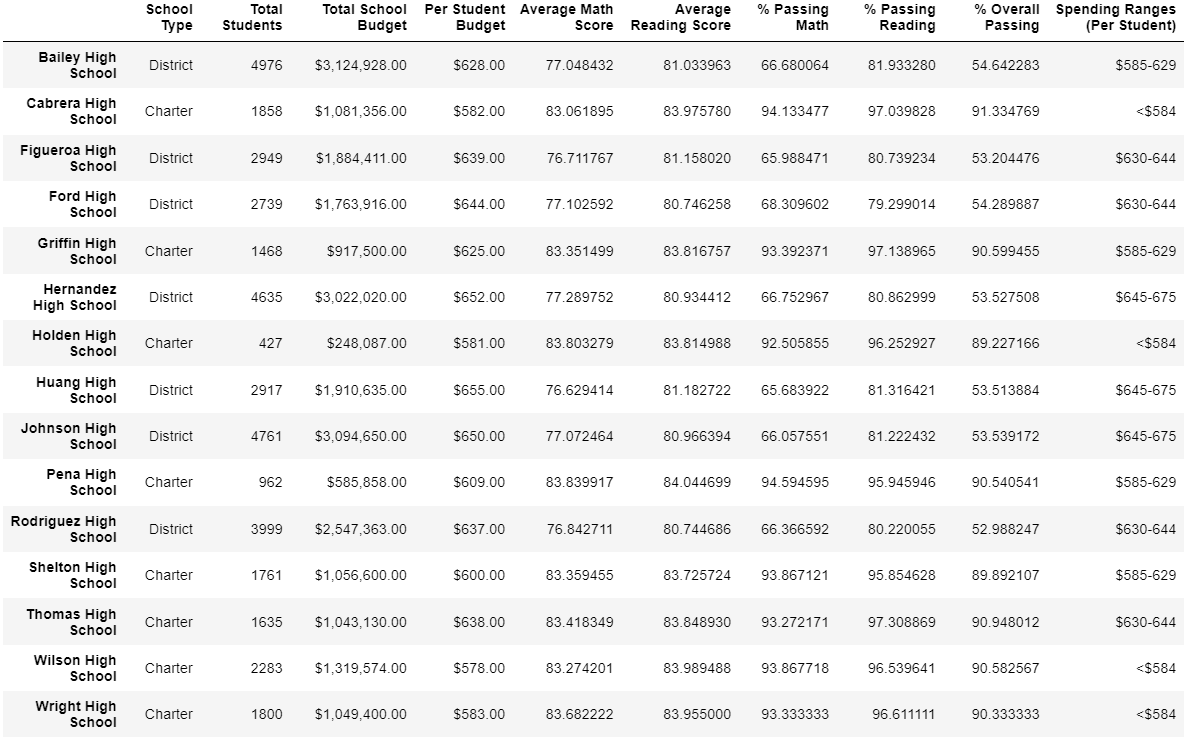 School Total Total School Per Student Average Math Average % Passing % Passing % Overall Spending Ranges
Type Students Budget Budget Score Reading Score Math Reading Passing (Per Student)
Bailey High School District 4976 $3,124,928.00 $628.00 77.048432 81.033963 66.680064 81.933280 54.642283 $585-629
Cabrera High School Charter 1858 $1,081,356.00 $582.00 83.061895 83.975780 94.133477 97.039828 91.334769 <$584
Figueroa High School District 2949 $1,884,411.00 $639.00 76.711767 81.158020 65.988471 80.739234 53.204476 $630-644
Ford High School District 2739 $1,763,916.00 $644.00 77.102592 80.746258 68.309602 79.299014 54.289887 $630-644
Griffin High School Charter 1468 $917,500.00 $625.00 83.351499 83.816757 93.392371 97.138965 90.599455 $585-629
Hernandez High School District 4635 $3,022,020.00 $652.00 77.289752 80.934412 66.752967 80.862999 53.527508 $645-675
Holden High School Charter 427 $248,087.00 $581.00 83.803279 83.814988 92.505855 96.252927 89.227166 <$584
Huang High School District 2917 $1,910,635.00 $655.00 76.629414 81.182722 65.683922 81.316421 53.513884 $645-675
Johnson High School District 4761 $3,094,650.00 $650.00 77.072464 80.966394 66.057551 81.222432 53.539172 $645-675
Pena High School Charter 962 $585,858.00 $609.00 83.839917 84.044699 94.594595 95.945946 90.540541 $585-629
Rodriguez High School District 3999 $2,547,363.00 $637.00 76.842711 80.744686 66.366592 80.220055 52.988247 $630-644
Shelton High School Charter 1761 $1,056,600.00 $600.00 83.359455 83.725724 93.867121 95.854628 89.892107 $585-629
Thomas High School Charter 1635 $1,043,130.00 $638.00 83.418349 83.848930 93.272171 97.308869 90.948012 $630-644
Wilson High School Charter 2283 $1,319,574.00 $578.00 83.274201 83.989488 93.867718 96.539641 90.582567 <$584
Wright High School Charter 1800 $1,049,400.00 $583.00 83.682222 83.955000 93.333333 96.611111 90.333333 <$584